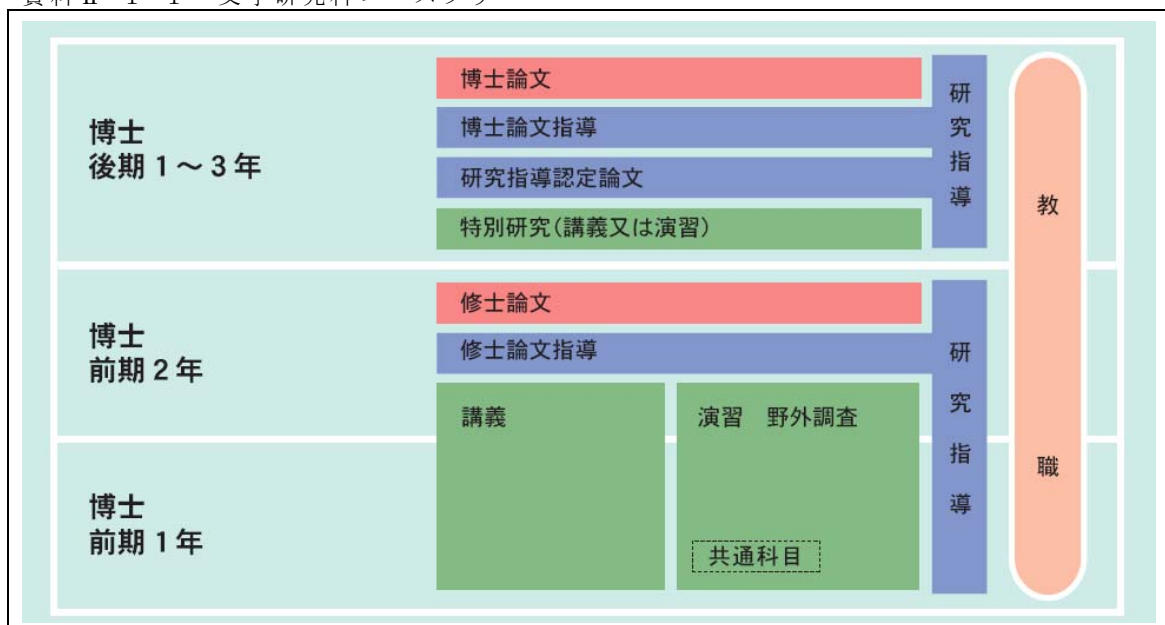 博士
後期 1～3 年
博士論文
博士論文指導
研究指導認定論文
特別研究（講義又は演習）
研究指導
博士
前期 2 年
修士論文
修士論文指導
講義
演習　野外調査
共通科目
研究指導
博士
前期 1 年
教職